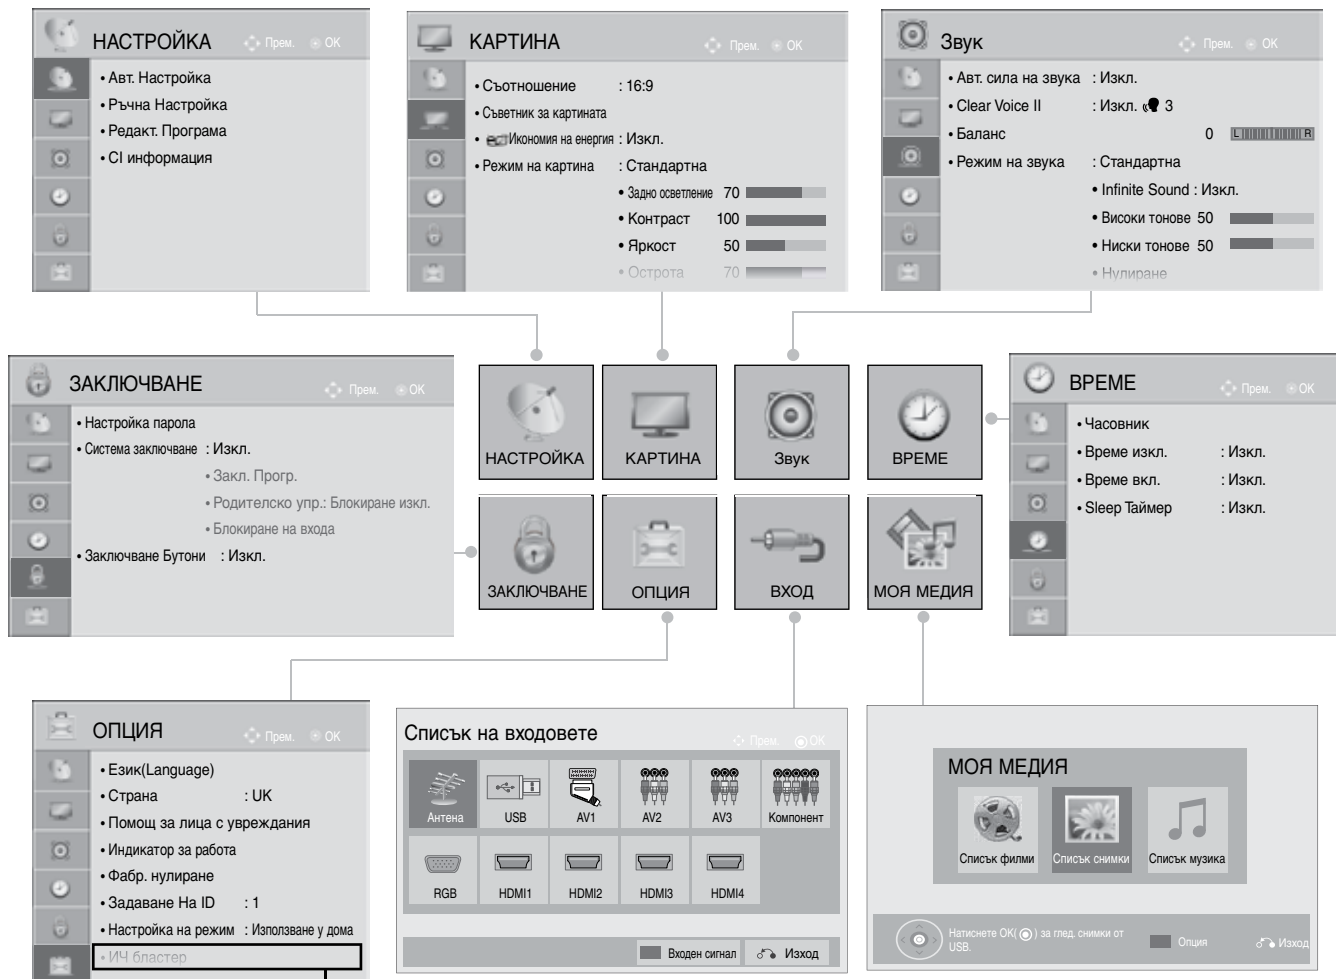 НАСТРОЙКА
Прем. OK
• Авт. Настройка
• Ръчна Настройка
• Редакт. Програма
• CI информация
КАРТИНА
Прем. OK
• Съотношение : 16:9
• Съветник за картината
• Икономия на енергия : Изкл.
• Режим на картина : Стандартна
• Задно осветление 70
• Контраст 100
• Яркост 50
• Острота 70
Звук
Прем. OK
• Авт. сила на звука : Изкл.
• Clear Voice II : Изкл. 3
• Баланс 0 L R
• Режим на звука : Стандартна
• Infinite Sound : Изкл.
• Високи тонове 50
• Ниски тонове 50
• Нулиране
ЗАКЛЮЧВАНЕ
Прем. OK
• Настройка парола
• Система заключване : Изкл.
• Закл. Прогр.
• Родителско упр.: Блокиране изкл.
• Блокиране на входа
• Заключване Бутони : Изкл.
НАСТРОЙКА
КАРТИНА
Звук
ВРЕМЕ
ЗАКЛЮЧВАНЕ
ОПЦИЯ
ВХОД
МОЯ МЕДИЯ
ВРЕМЕ
Прем. OK
• Часовник
• Време изкл. : Изкл.
• Време вкл. : Изкл.
• Sleep Таймер : Изкл.
ОПЦИЯ
Прем. OK
• Език(Language)
• Страна : UK
• Помощ за лица с увреждания
• Индикатор за работа
• Фабр. нулиране
• Задаване На ID : 1
• Настройка на режим : Използване у дома
• ИЧ бластер
Списък на входовете
Прем. OK
Антена USB AV1 AV2 AV3 Компонент
RGB HDMI1 HDMI2 HDMI3 HDMI4
Входен сигнал Изход
МОЯ МЕДИЯ
Списък филми Списък снимки Списък музика
Натиснете OK( ) за глед. снимки от
USB.
Опция Изход